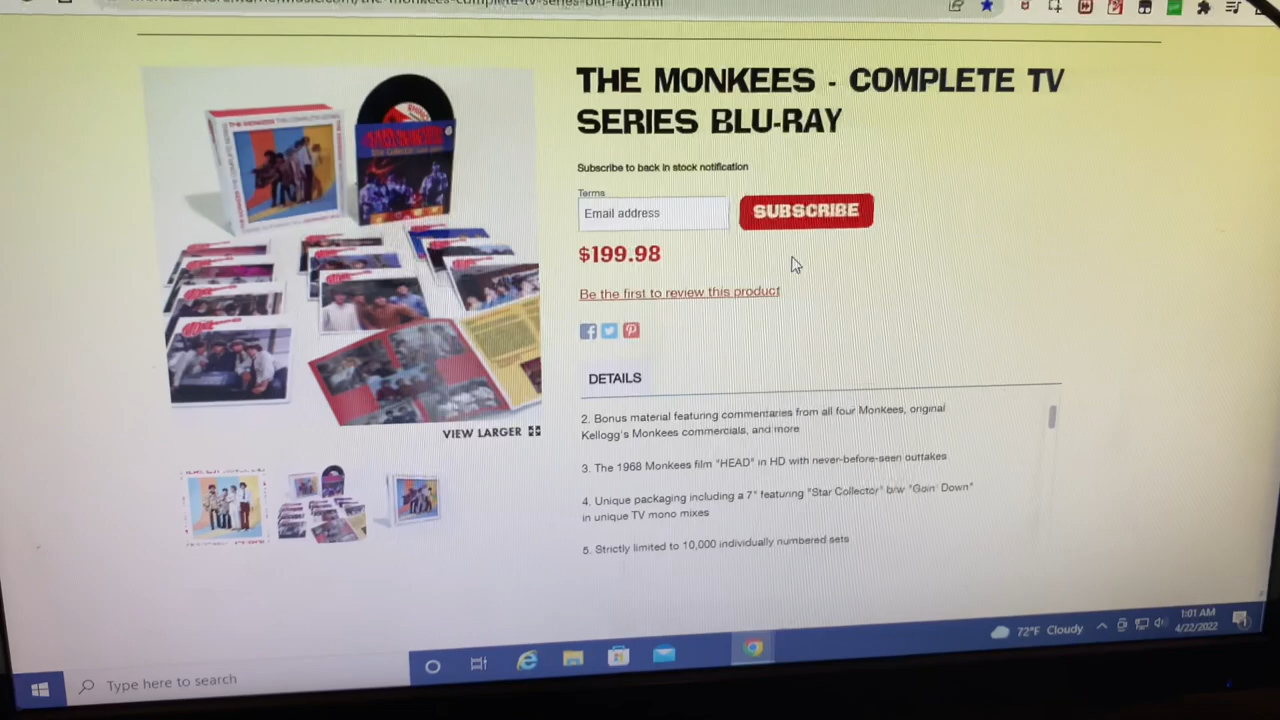 THE MONKEES - COMPLETE TV
SERIES BLU-RAY
Subscribe to back in stock notification
Terms
Email address
SUBSCRIBE
$199.98
Be the first to review this product
DETAILS
2. Bonus material featuring commentaries from all four Monkees, original
Kellogg's Monkees commercials, and more
3. The 1968 Monkees film "HEAD" in HD with never-before-seen outtakes
4. Unique packaging including a 7" featuring "Star Collector" b/w "Goin' Down"
in unique TV mono mixes
5. Strictly limited to 10,000 individually numbered sets
VIEW LARGER
72°F Cloudy
1:01 AM
4/22/2022
Type here to search